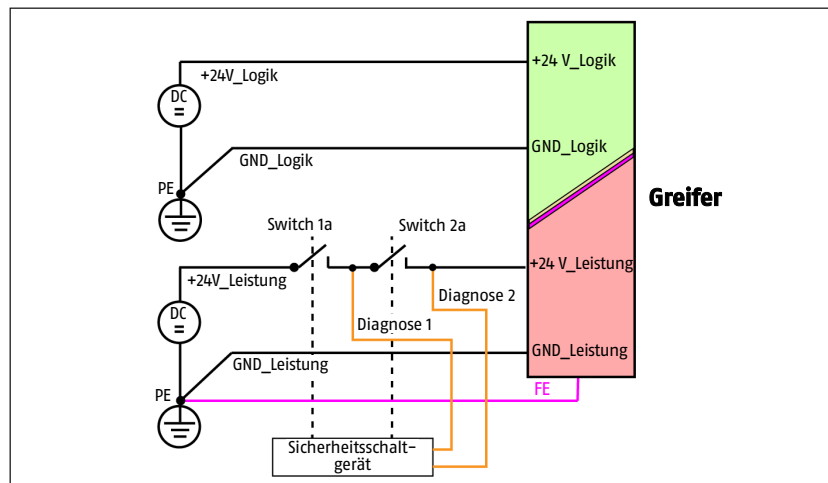 +24V_Logik
+24 V_Logik
DC
=
GND_Logik
GND_Logik
PE
Greifer
Switch 1a
Switch 2a
+24V_Leistung
+24 V_Leistung
Diagnose 2
DC
=
Diagnose 1
GND_Leistung
GND_Leistung
PE
FE
Sicherheitsschalt-
gerät